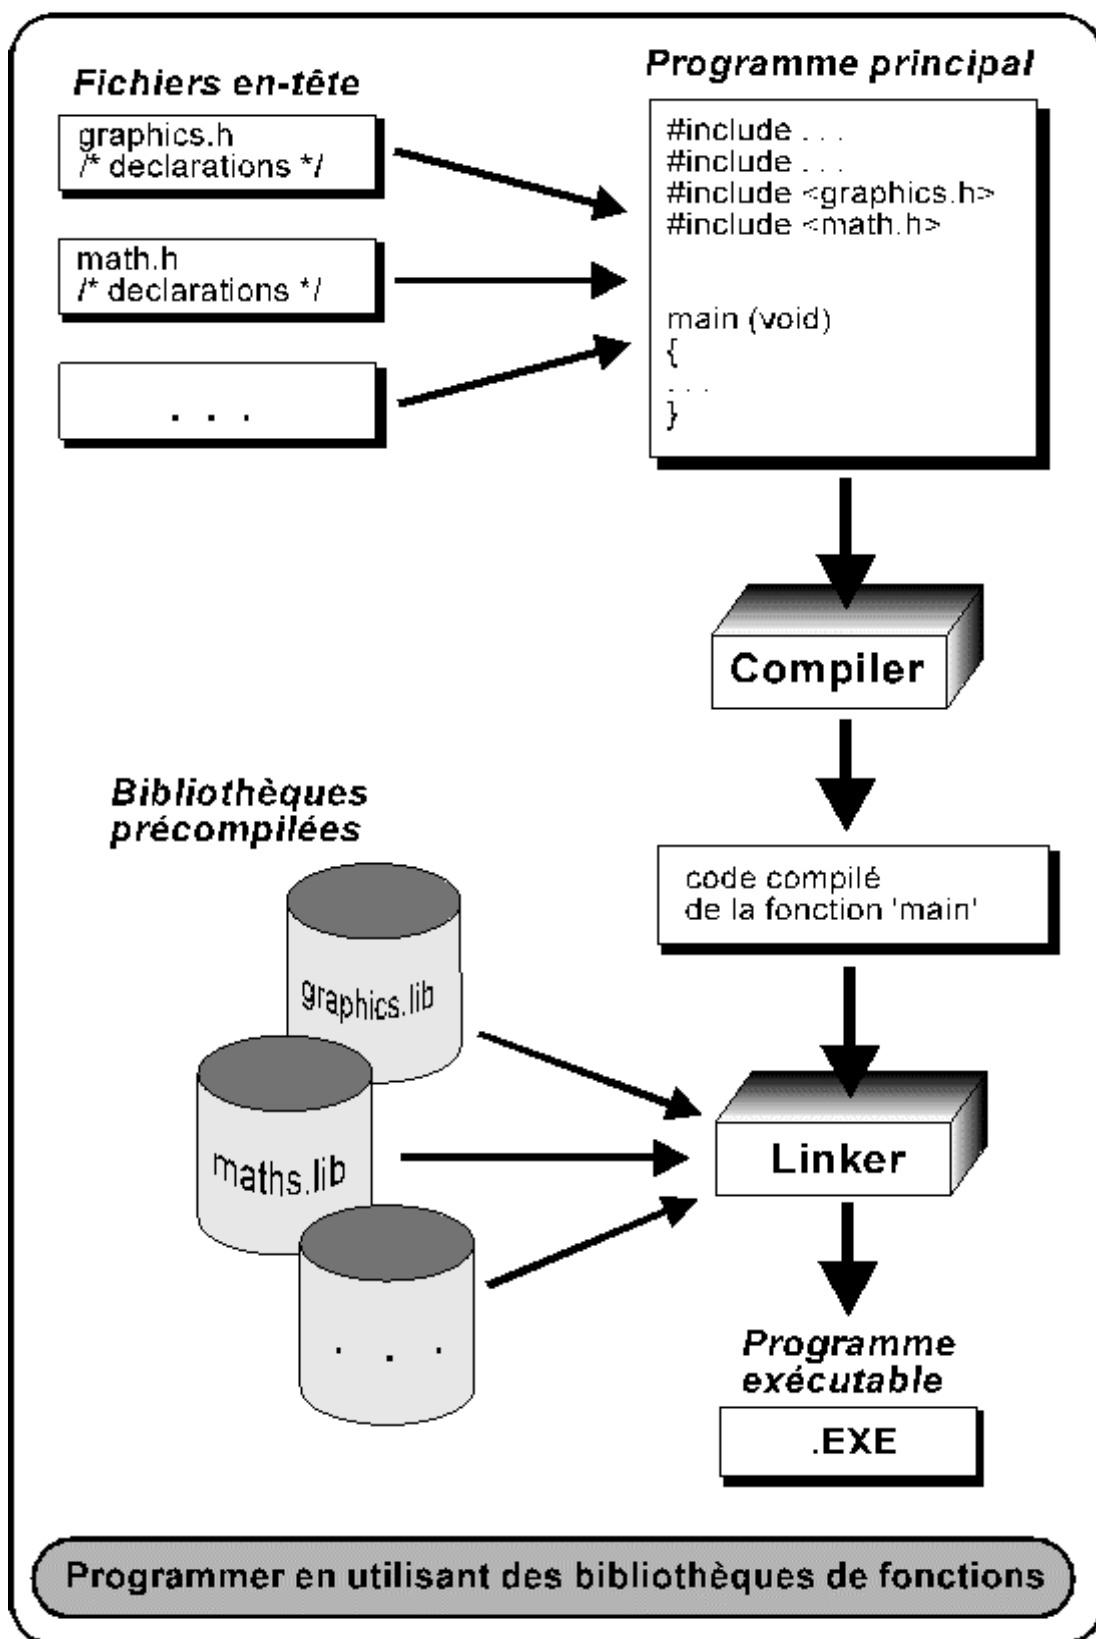 Fichiers en-tête
graphics.h
/* declarations */
math.h
/* declarations */
. . .
Programme principal
#include . . .
#include . . .
#include <graphics.h>
#include <math.h>
main (void)
{
. . .
}
Compiler
code compilé
de la fonction 'main'
Bibliothèques
précompilées
graphics.lib
maths.lib
. . .
Linker
Programme
exécutable
.EXE
Programmer en utilisant des bibliothèques de fonctions